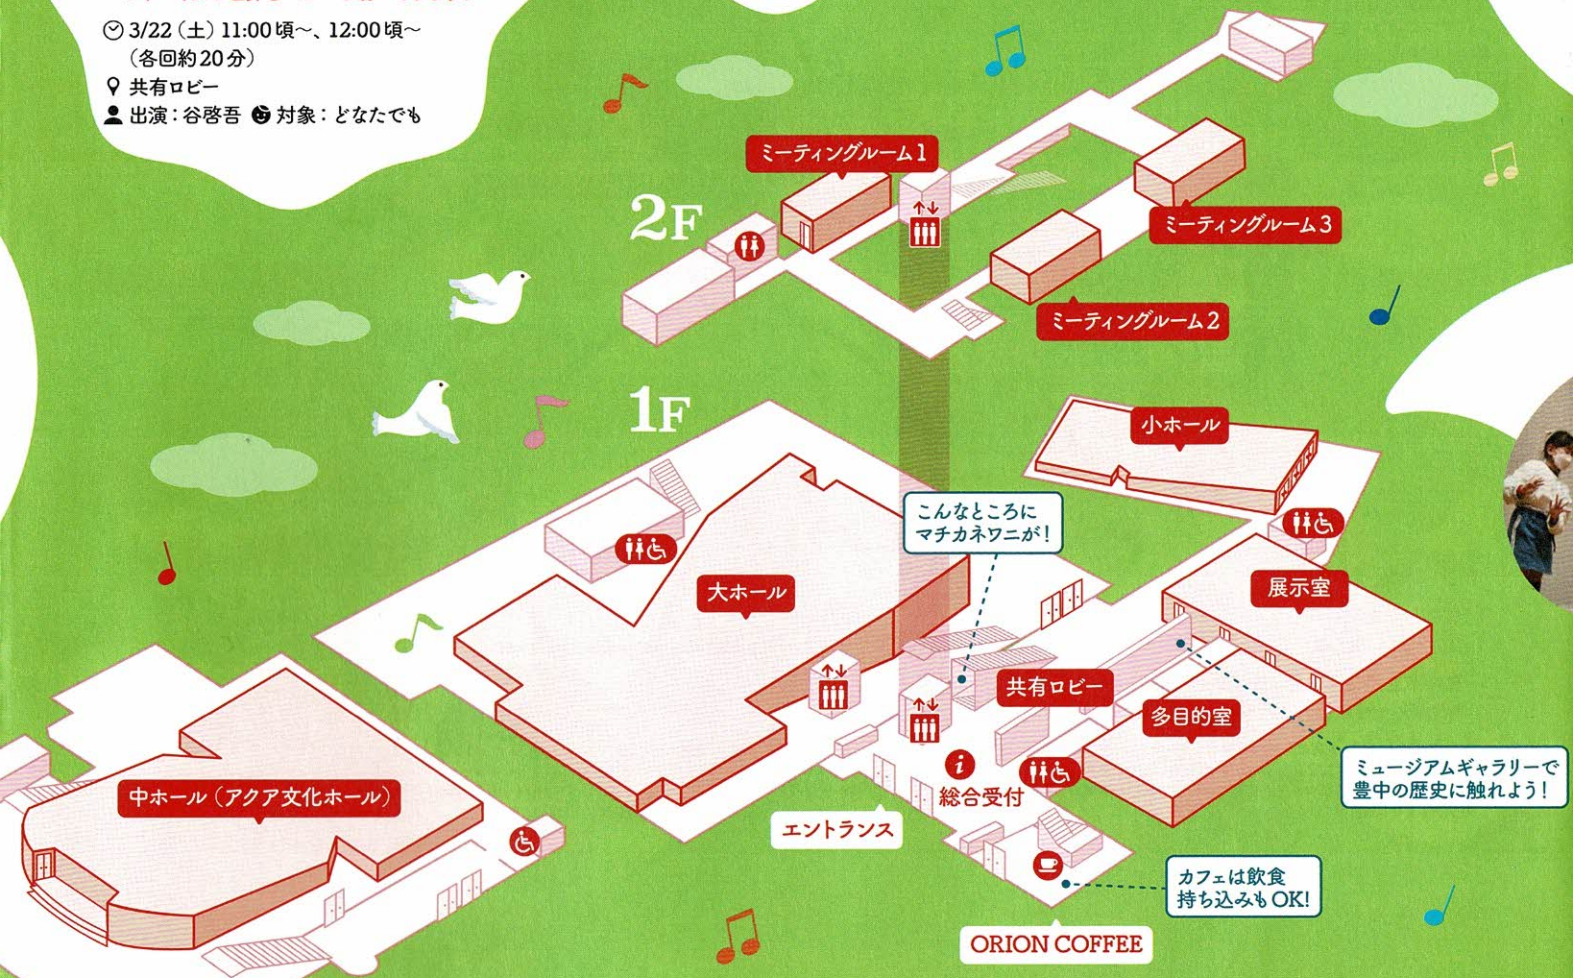 3/22（土）11:00頃～、12:00頃～
（各回約20分）
共有ロビー
出演：谷啓吾 対象：どなたでも
ミーティングルーム1
2F
ミーティングルーム3
ミーティングルーム2
1F
小ホール
こんなところに
マチカネワニが！
大ホール
展示室
共有ロビー
多目的室
中ホール（アクア文化ホール）
i
総合受付
ミュージアムギャラリーで
豊中の歴史に触れよう！
エントランス
カフェは飲食
持ち込みもOK!
ORION COFFEE